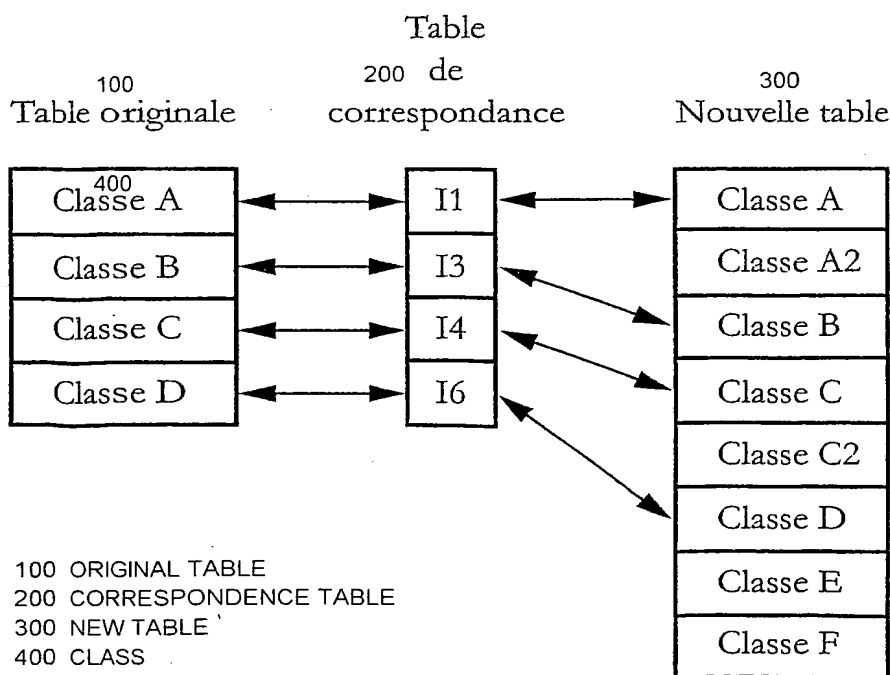 Table
100
200 de
300
Table originale
correspondance
Nouvelle table
400
Classe A
I1
Classe A
Classe B
I3
Classe A2
Classe C
I4
Classe B
Classe D
I6
Classe C
Classe C2
Classe D
Classe E
Classe F
100 ORIGINAL TABLE
200 CORRESPONDENCE TABLE
300 NEW TABLE
400 CLASS